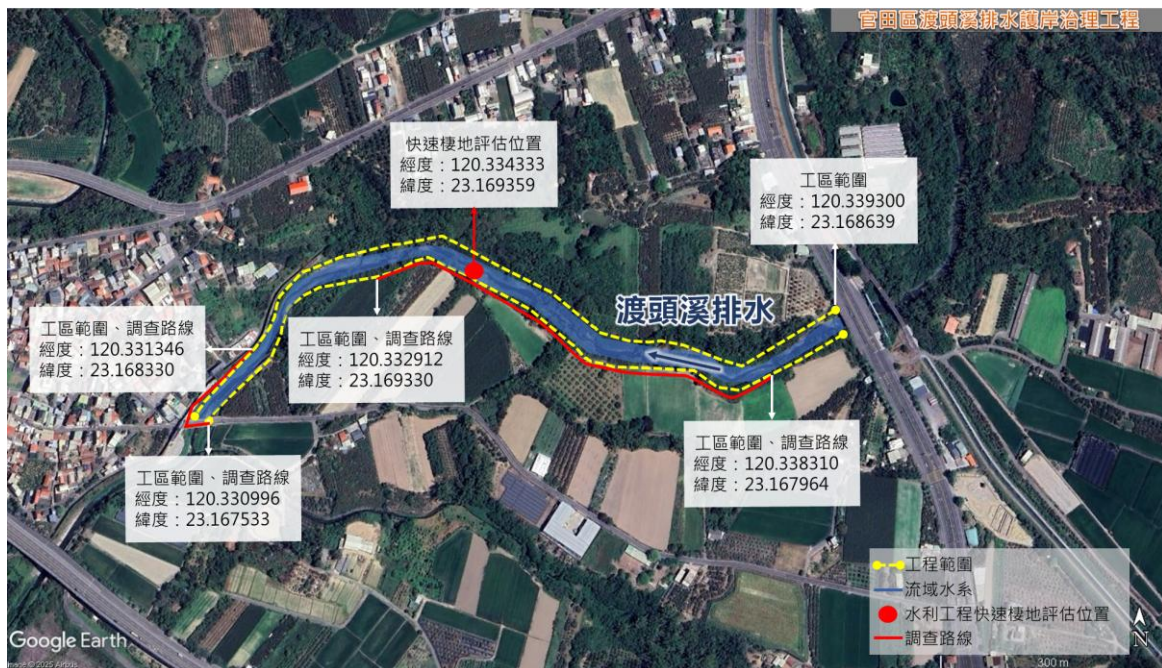 官田區渡頭溪排水護岸治理工程
快速棲地評估位置
經度：120.334333
緯度：23.169359
工區範圍
經度：120.339300
緯度：23.168639
渡頭溪排水
工區範圍、調查路線
經度：120.331346
緯度：23.168330
工區範圍、調查路線
經度：120.332912
緯度：23.169330
工區範圍、調查路線
經度：120.338310
緯度：23.167964
工區範圍、調查路線
經度：120.330996
緯度：23.167533
工程範圍
流域水系
水利工程快速棲地評估位置
調查路線
N
300 m
Google Earth
Image © 2025 Airbus